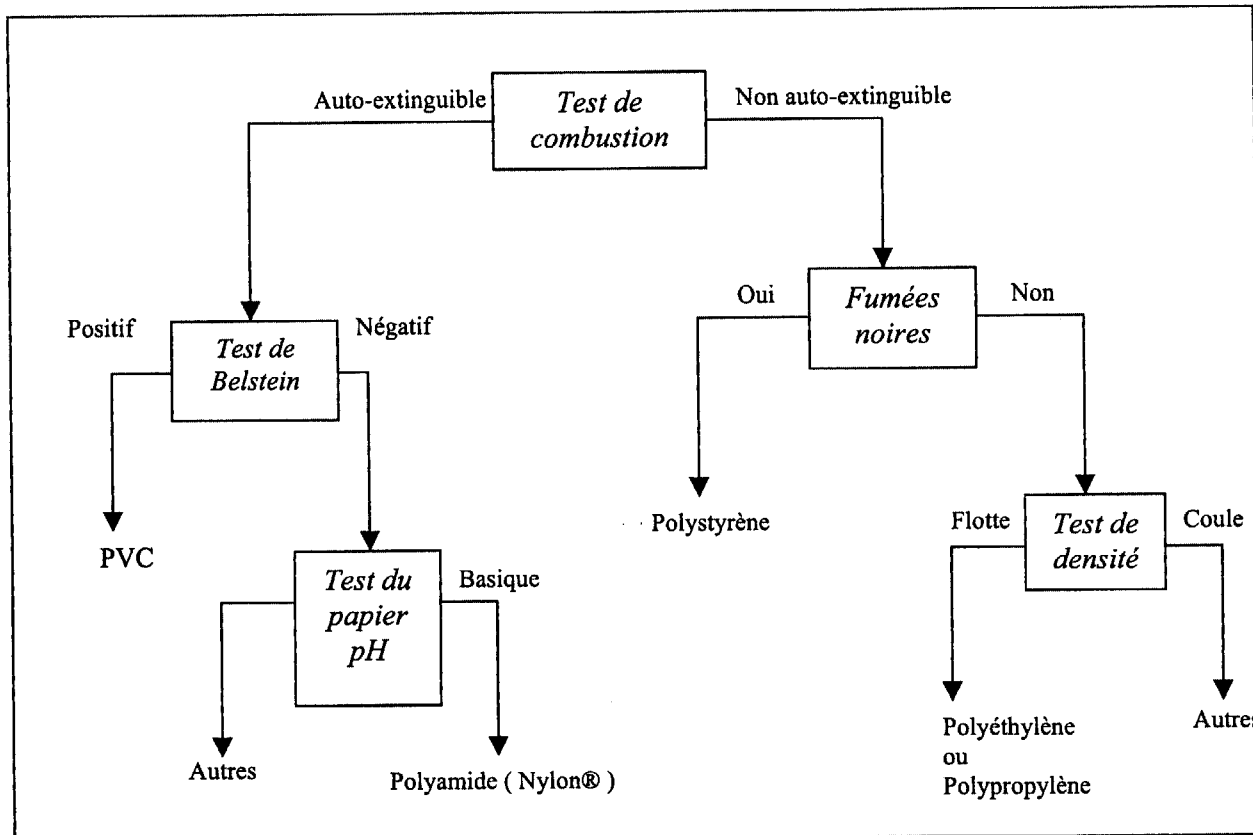 Auto-extinguible
Test de
combustion
Non auto-extinguible
Oui
Fumées
noires
Non
Positif
Test de
Belstein
Négatif
PVC
Polystyrène
Flotte
Test de
densité
Coule
Test du
papier
pH
Basique
Autres
Polyamide ( Nylon® )
Polyéthylène
ou
Polypropylène
Autres